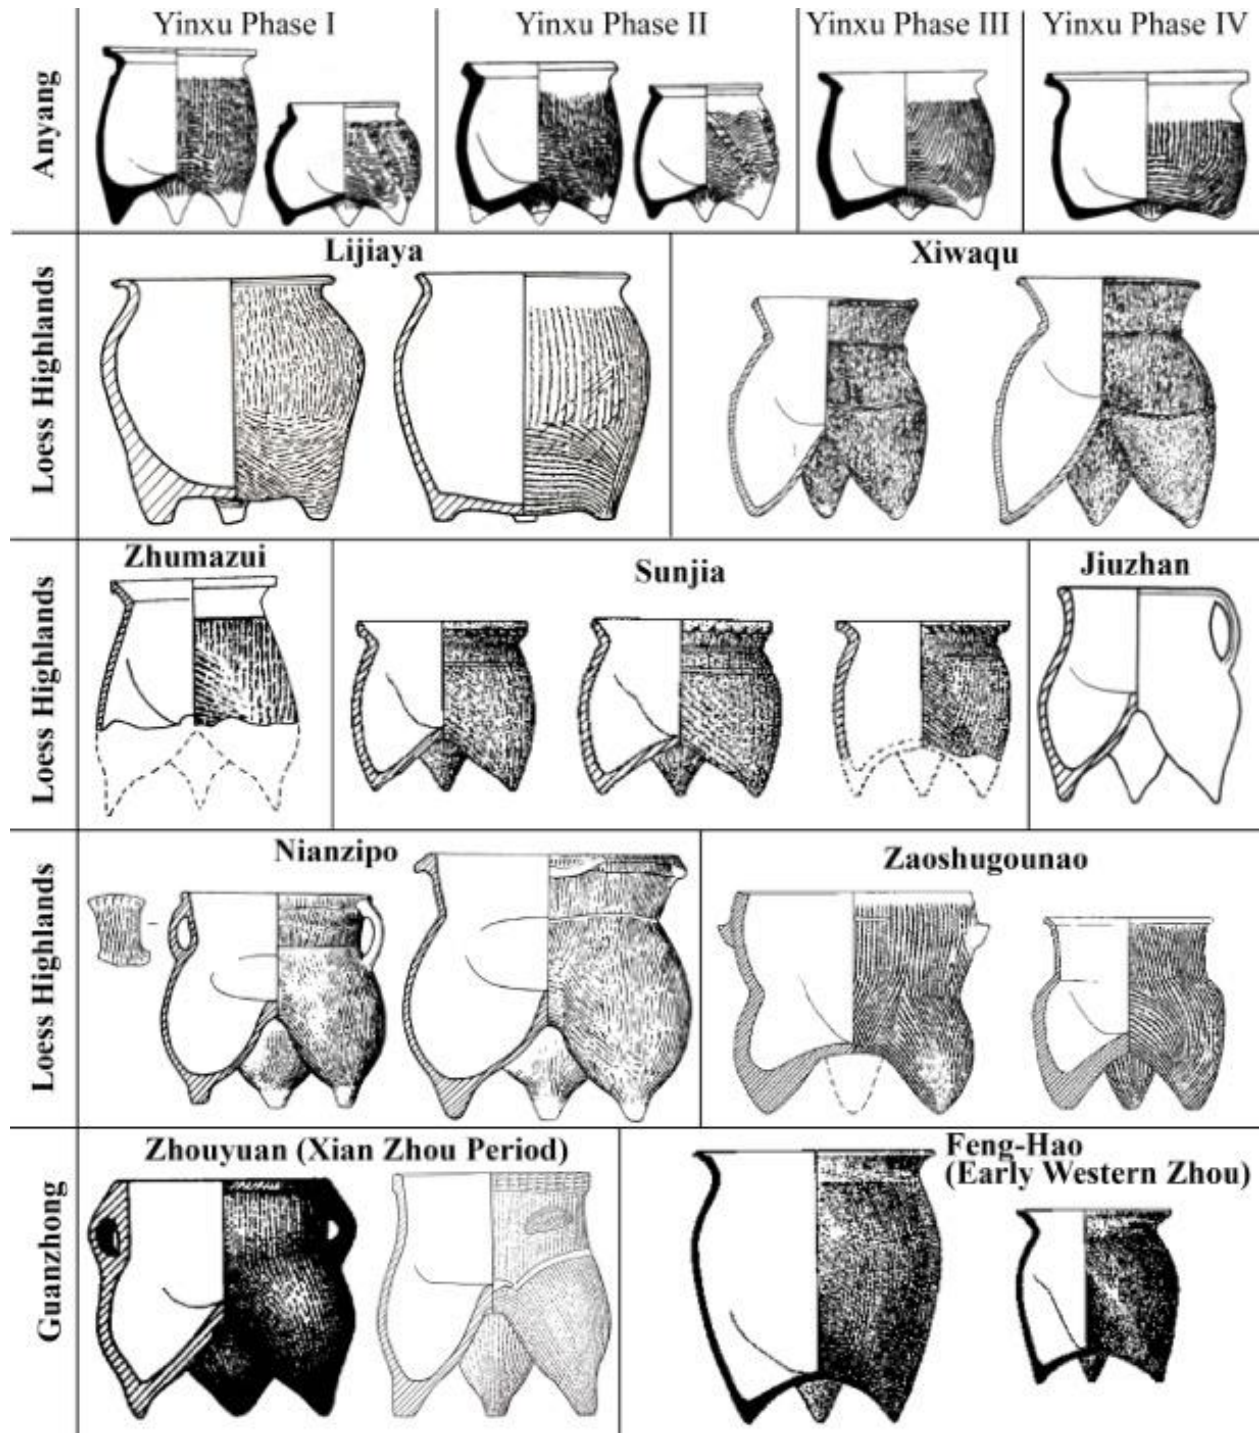 Yinxu Phase I
Yinxu Phase II
Yinxu Phase III
Yinxu Phase IV
Anyang
Lijiaya
Xiwaqu
Loess Highlands
Zhumazui
Sunjia
Jiuzhan
Loess Highlands
Nianzipo
Zaoshugounao
Loess Highlands
Zhouyuan (Xian Zhou Period)
Feng-Hao
(Early Western Zhou)
Guanzhong